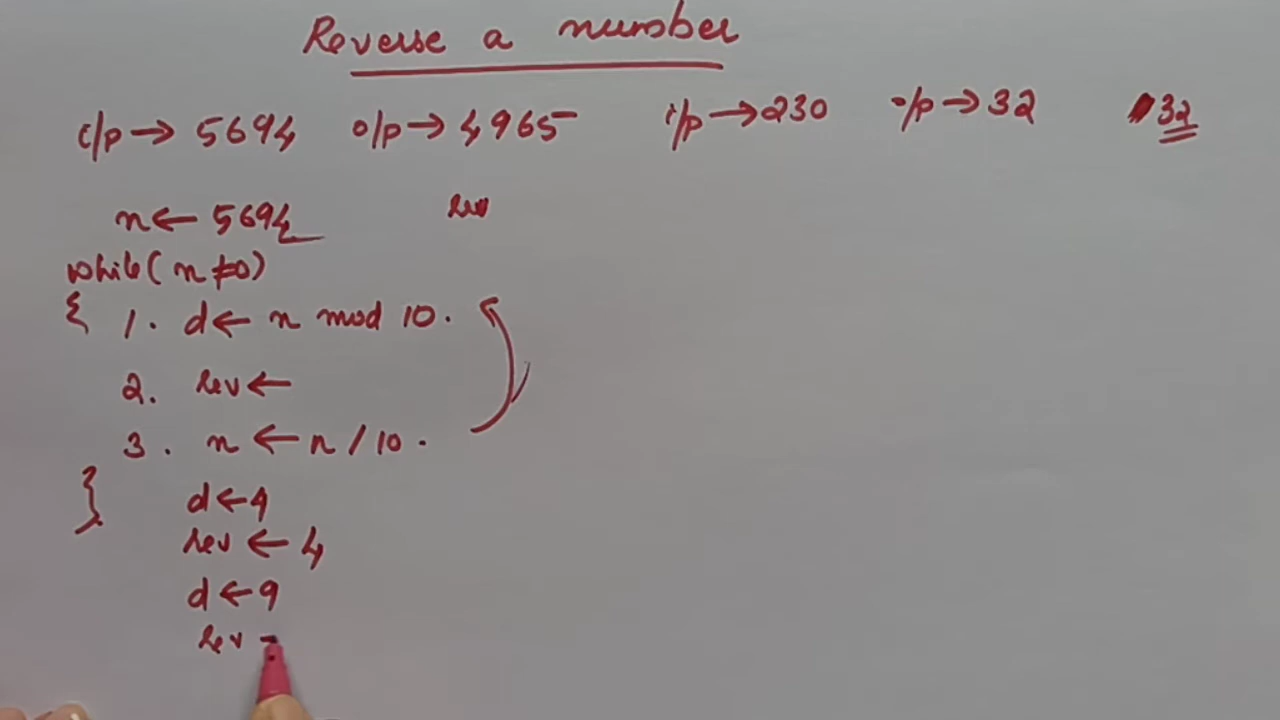 Reverse a number
i/p → 5694 o/p → 4965 i/p → 230 o/p → 32 32
n ← 5694 rev
while( n ≠ 0)
{ 1. d ← n mod 10.
2. rev ←
3. n ← n / 10.
} d ← 4
rev ← 4
d ← 9
rev